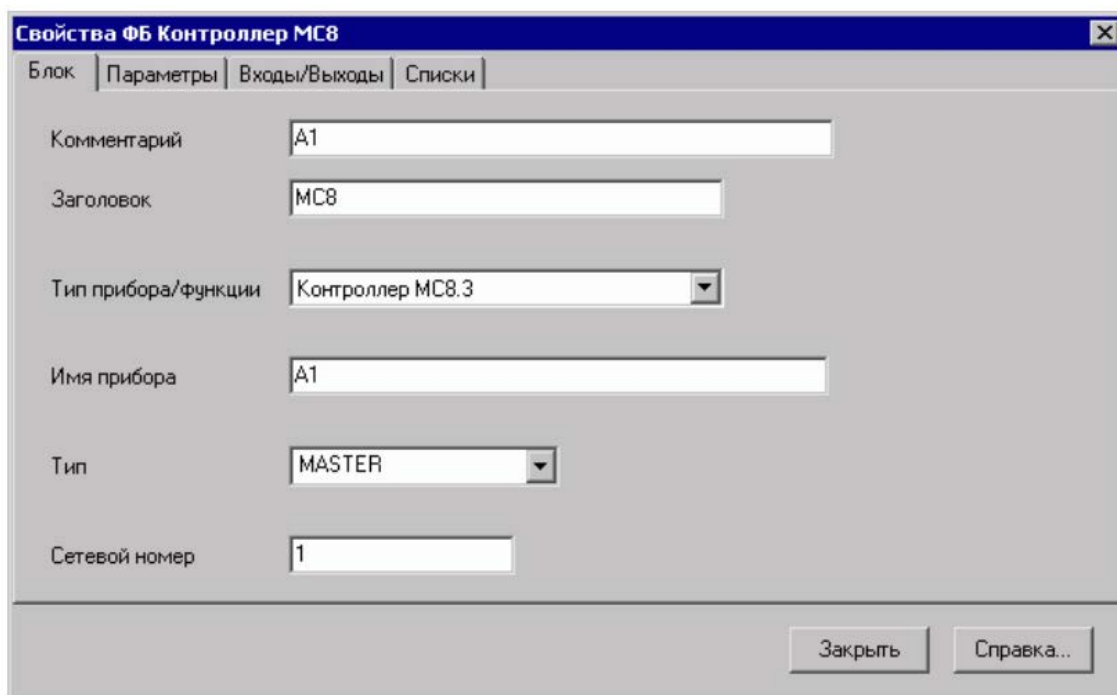 Свойства ФБ Контроллер МС8
Блок Параметры Входы/Выходы Списки
Комментарий A1
Заголовок МС8
Тип прибора/функции Контроллер МС8.3
Имя прибора A1
Тип MASTER
Сетевой номер 1
Закрыть Справка...